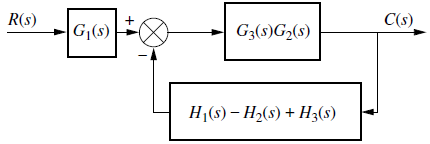 R(s)
G₁(s)
+
−
G₃(s)G₂(s)
C(s)
H₁(s) – H₂(s) + H₃(s)